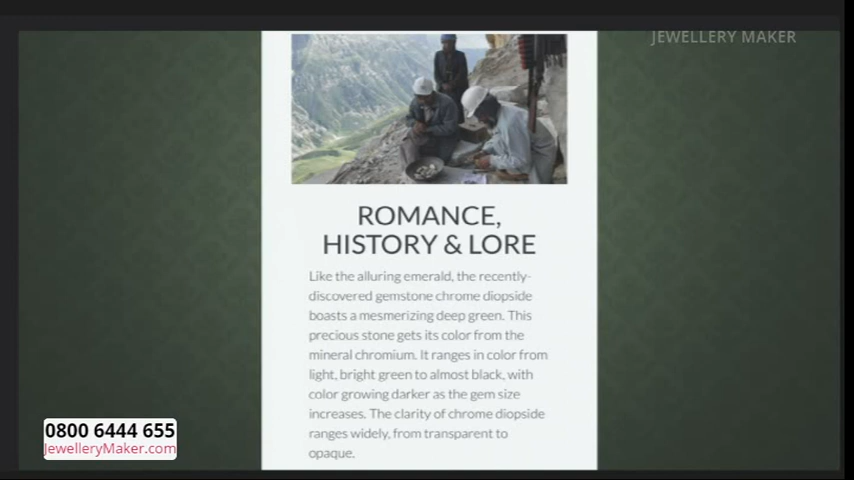 JEWELLERY MAKER
ROMANCE,
HISTORY & LORE
Like the alluring emerald, the recently-
discovered gemstone chrome diopside
boasts a mesmerizing deep green. This
precious stone gets its color from the
mineral chromium. It ranges in color from
light, bright green to almost black, with
color growing darker as the gem size
increases. The clarity of chrome diopside
ranges widely, from transparent to
opaque.
0800 6444 655
JewelleryMaker.com